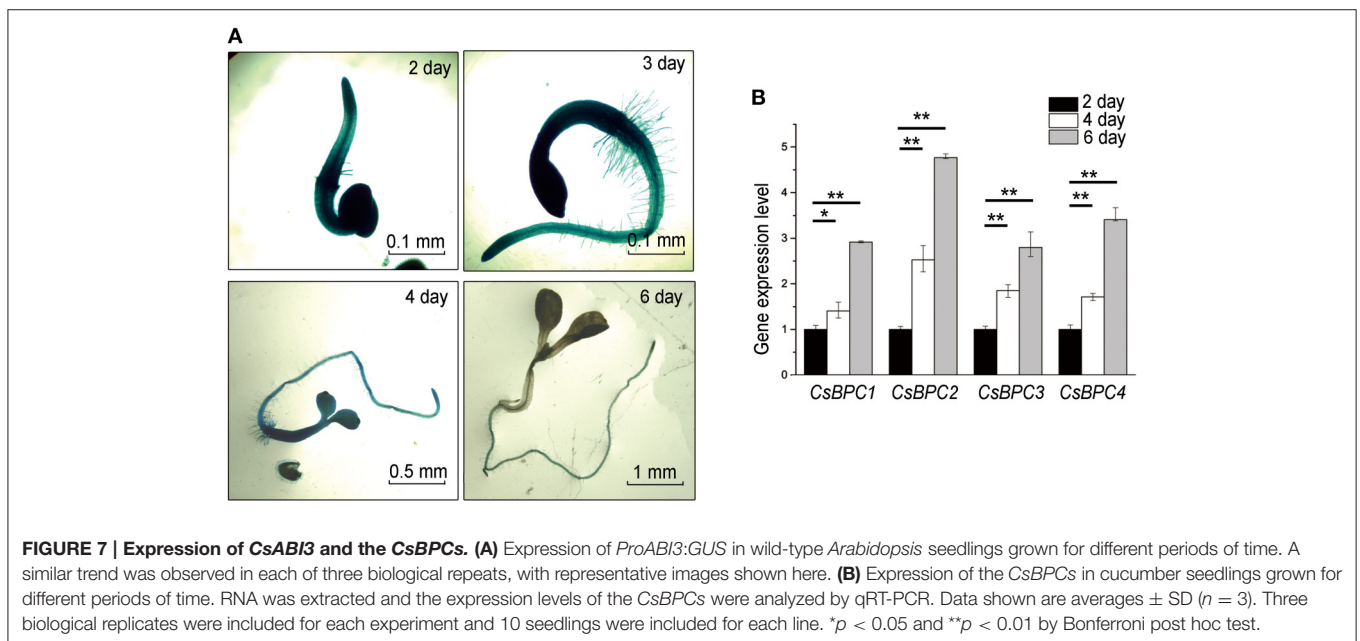 A
2 day
0.1 mm
3 day
0.1 mm
4 day
0.5 mm
6 day
1 mm
B
2 day
4 day
6 day
Gene expression level
5
4
3
2
1
0
** * ** ** ** ** ** **
CsBPC1 CsBPC2 CsBPC3 CsBPC4
FIGURE 7 | Expression of CsABI3 and the CsBPCs. (A) Expression of ProABI3:GUS in wild-type Arabidopsis seedlings grown for different periods of time. A
similar trend was observed in each of three biological repeats, with representative images shown here. (B) Expression of the CsBPCs in cucumber seedlings grown for
different periods of time. RNA was extracted and the expression levels of the CsBPCs were analyzed by qRT-PCR. Data shown are averages ± SD (n = 3). Three
biological replicates were included for each experiment and 10 seedlings were included for each line. *p < 0.05 and **p < 0.01 by Bonferroni post hoc test.